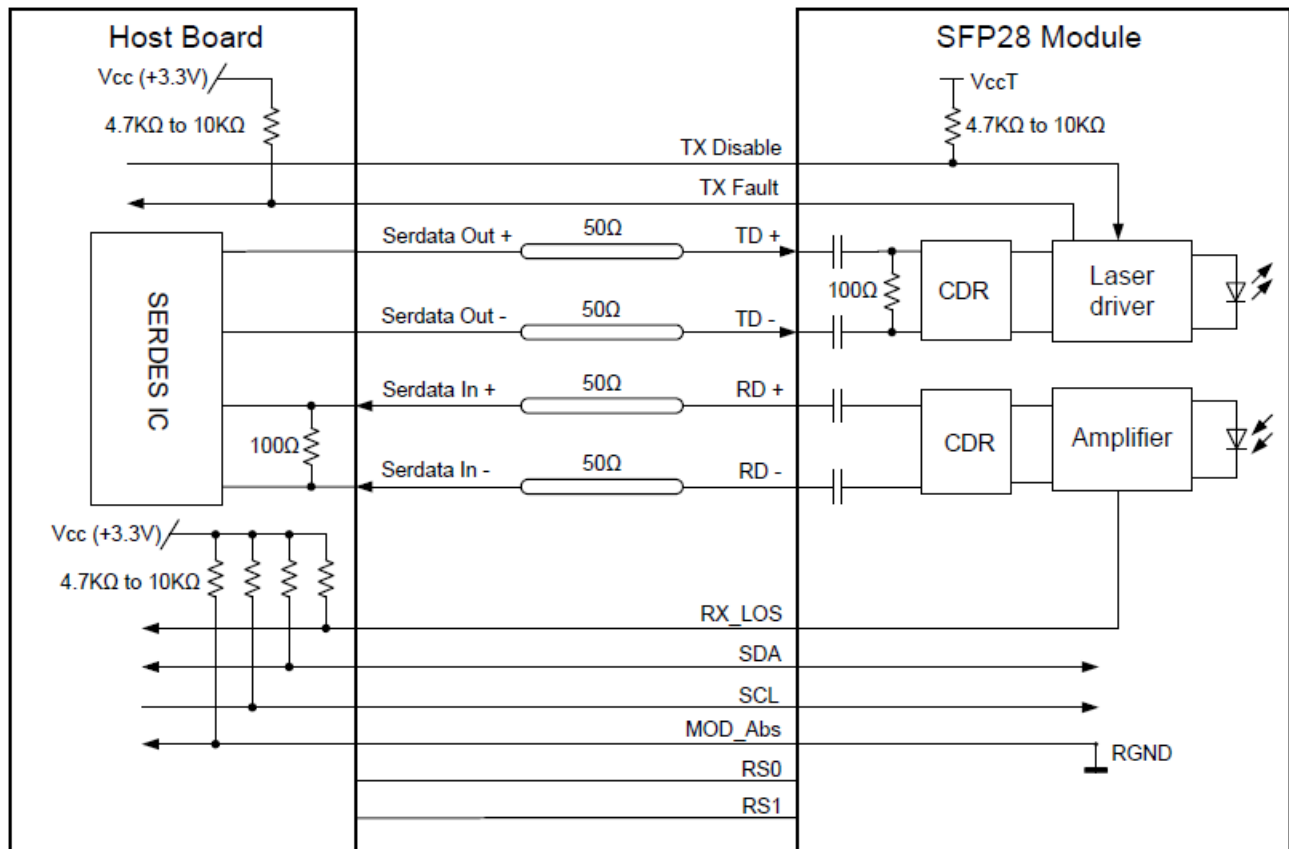 Host Board
SFP28 Module
Vcc (+3.3V)
VccT
4.7KΩ to 10KΩ
4.7KΩ to 10KΩ
TX Disable
TX Fault
Serdata Out +
50Ω
TD +
SERDES IC
100Ω
CDR
Laser
driver
Serdata Out -
50Ω
TD -
Serdata In +
50Ω
RD +
100Ω
CDR
Amplifier
Serdata In -
50Ω
RD -
Vcc (+3.3V)
4.7KΩ to 10KΩ
RX_LOS
SDA
SCL
MOD_Abs
RGND
RS0
RS1